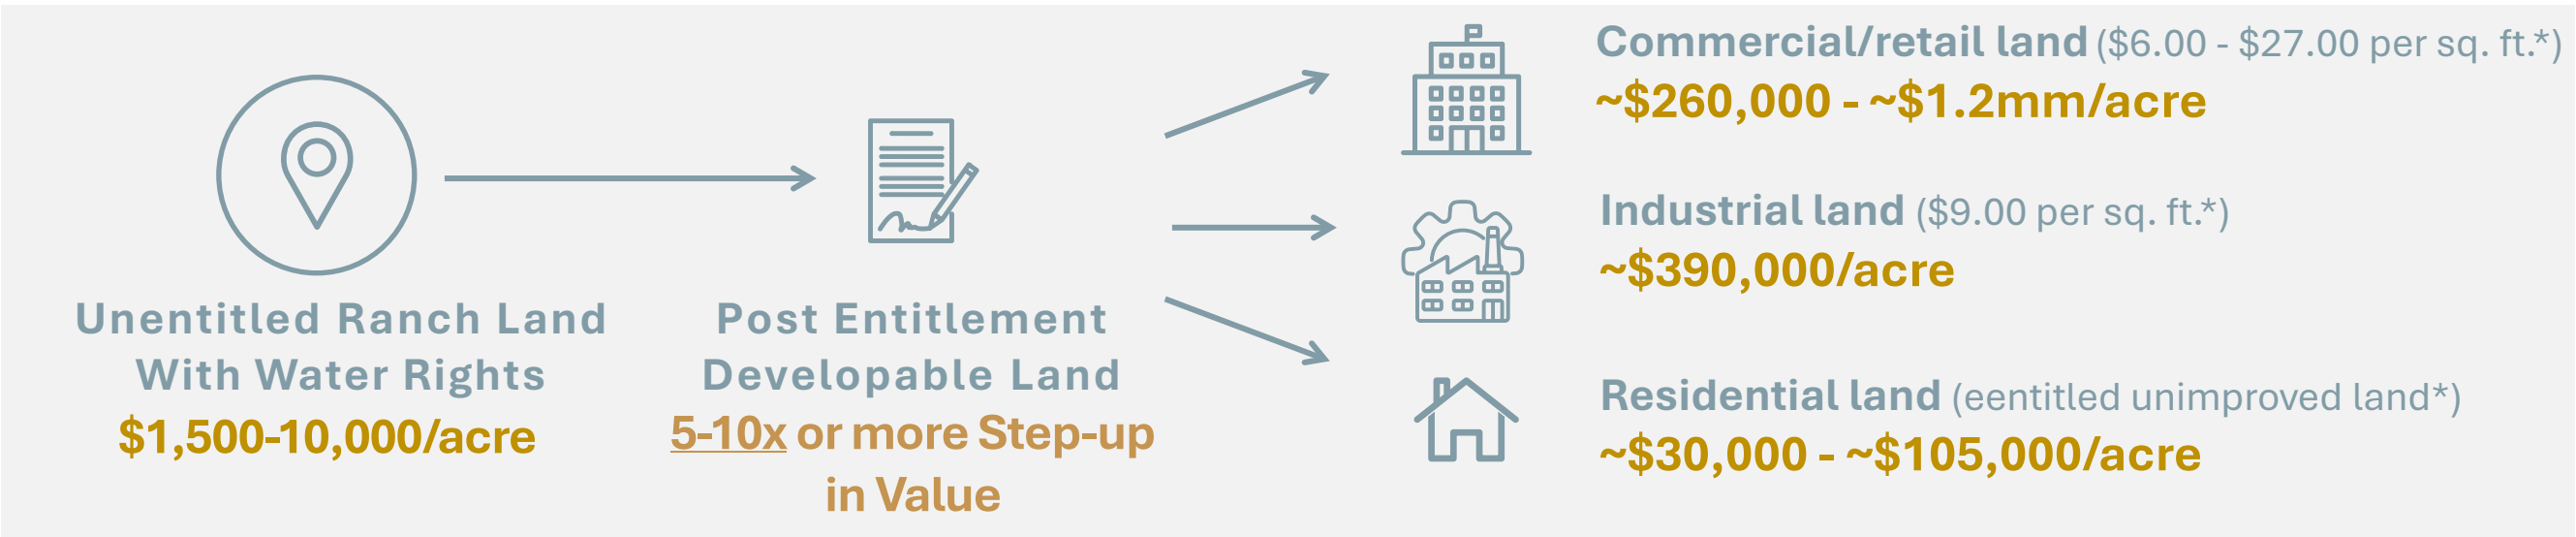 Unentitled Ranch Land
With Water Rights
$1,500-10,000/acre
Post Entitlement
Developable Land
5-10x or more Step-up
in Value
Commercial/retail land ($6.00 - $27.00 per sq. ft.*)
~$260,000 - ~$1.2mm/acre
Industrial land ($9.00 per sq. ft.*)
~$390,000/acre
Residential land (eentitled unimproved land*)
~$30,000 - ~$105,000/acre